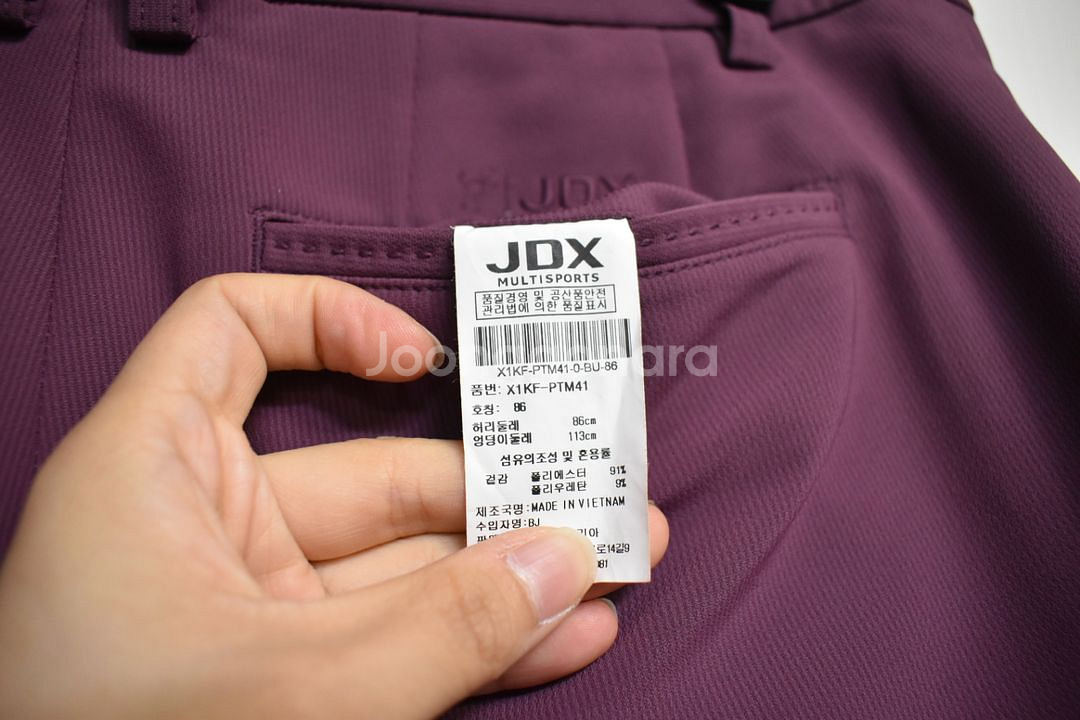 JDX
JDX
MULTISPORTS
품질경영 및 공산품안전
관리법에 의한 품질표시
X1KF-PTM41-0-BU-86
품번: X1KF-PTM41
호칭: 86
허리둘레 86cm
엉덩이둘레 113cm
섬유의조성 및 혼용률
겉감 폴리에스터 91%
폴리우레탄 9%
제조국명:MADE IN VIETNAM
수입자명:BJ